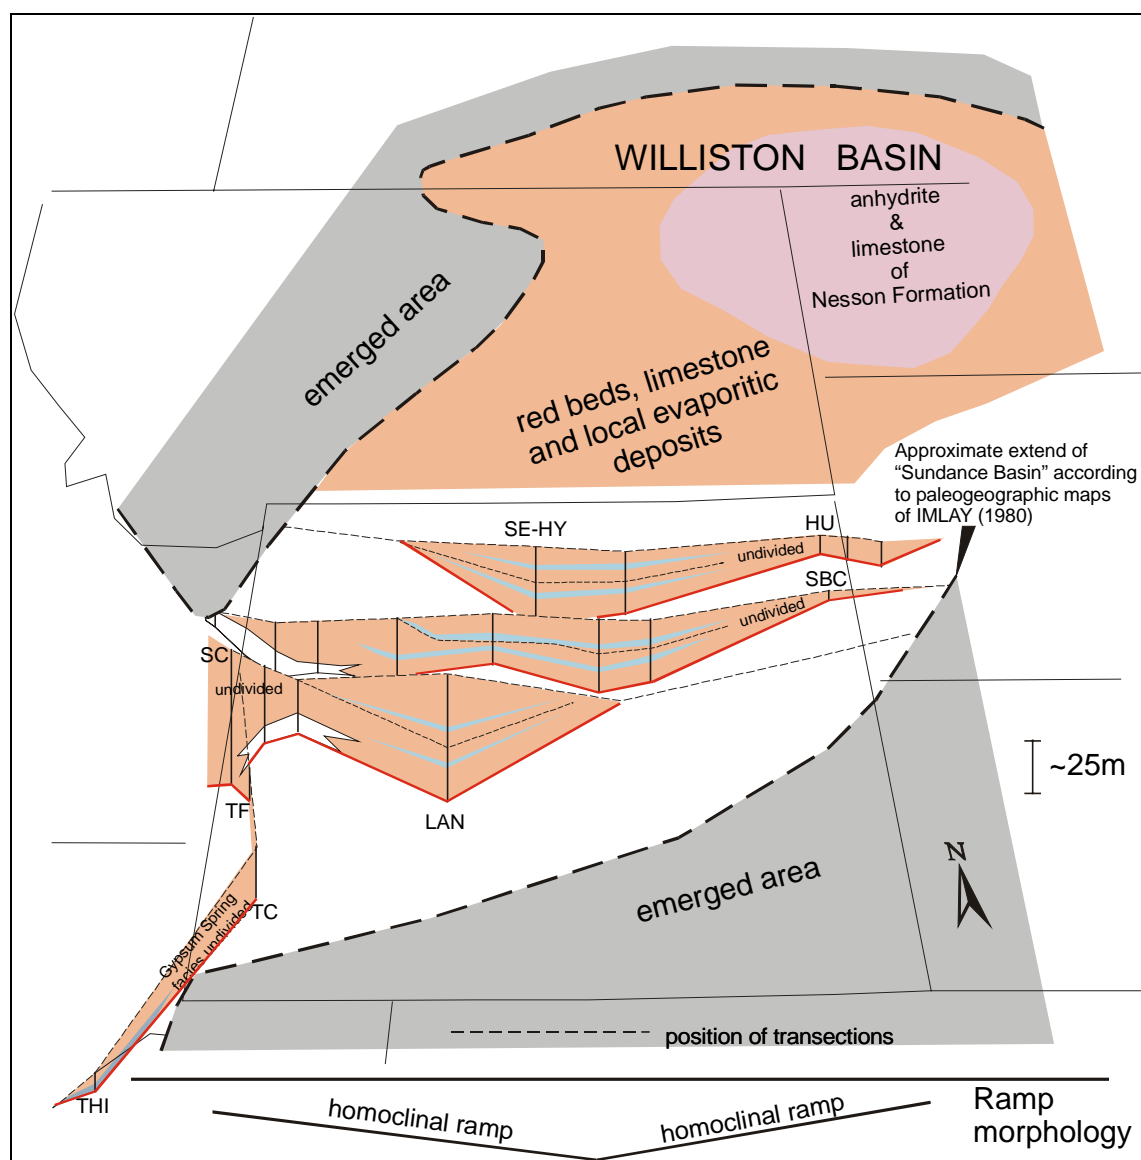 WILLISTON BASIN
anhydrite
&
limestone
of
Nesson Formation
emerged area
red beds, limestone
and local evaporitic
deposits
Approximate extend of
“Sundance Basin” according
to paleogeographic maps
of IMLAY (1980)
SE-HY
HU
undivided
SBC
undivided
SC
undivided
~25m
TF
LAN
emerged area
N
TC
Gypsum Spring
facies undivided
position of transections
THI
homoclinal ramp
homoclinal ramp
Ramp
morphology